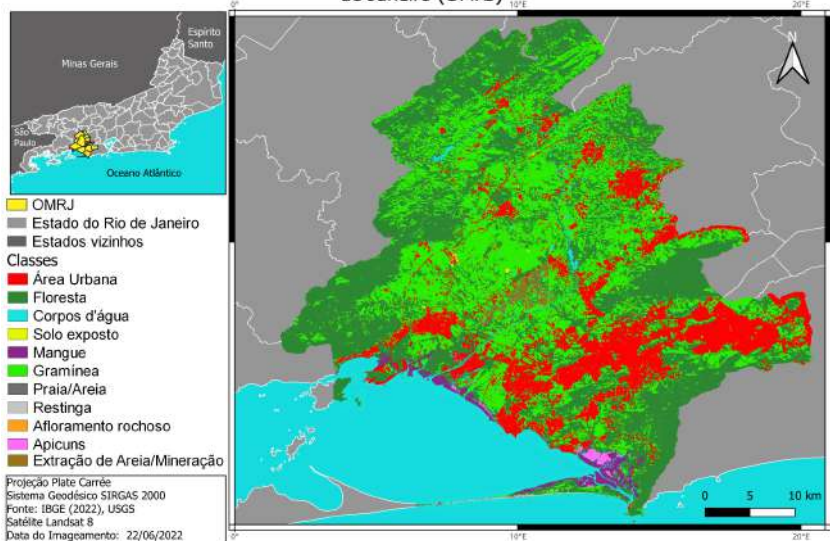 Espírito
Santo
Minas Gerais
São
Paulo
Oceano Atlântico
OMRJ
Estado do Rio de Janeiro
Estados vizinhos
Classes
Área Urbana
Floresta
Corpos d'água
Solo exposto
Mangue
Gramínea
Praia/Areia
Restinga
Afloramento rochoso
Apicuns
Extração de Areia/Mineração
Projeção Plate Carrée
Sistema Geodésico SIRGAS 2000
Fonte: IBGE (2022), USGS
Satélite Landsat 8
Data do Imageamento: 22/06/2022
0° 10°E 20°E
N
0 5 10 km
0° 10°E 20°E